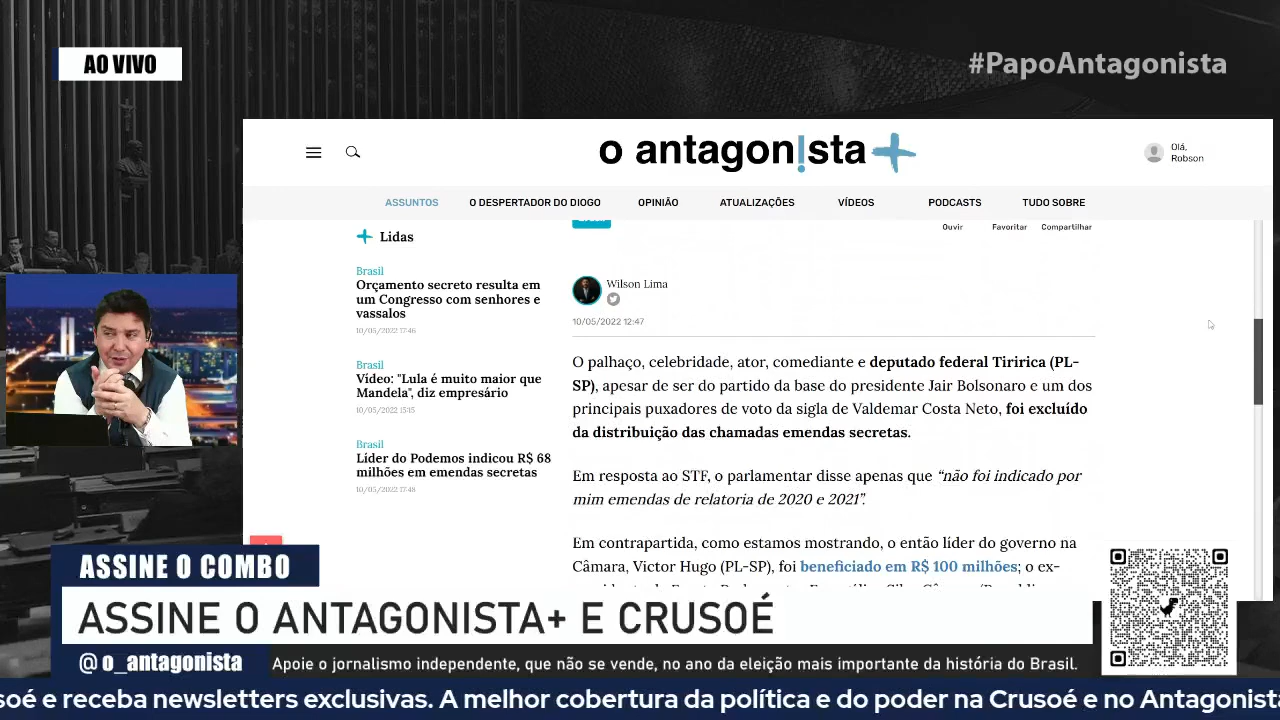 AO VIVO
#PapoAntagonista
o antagon!sta+
Olá,
Robson
ASSUNTOS O DESPERTADOR DO DIOGO OPINIÃO ATUALIZAÇÕES VÍDEOS PODCASTS TUDO SOBRE
Lidas
Ouvir Favoritar Compartilhar
Brasil
Orçamento secreto resulta em
um Congresso com senhores e
vassalos
10/05/2022 17:46
Brasil
Vídeo: "Lula é muito maior que
Mandela", diz empresário
10/05/2022 15:15
Brasil
Líder do Podemos indicou R$ 68
milhões em emendas secretas
10/05/2022 17:48
Wilson Lima
10/05/2022 12:47
O palhaço, celebridade, ator, comediante e deputado federal Tiririca (PL-
SP), apesar de ser do partido da base do presidente Jair Bolsonaro e um dos
principais puxadores de voto da sigla de Valdemar Costa Neto, foi excluído
da distribuição das chamadas emendas secretas.
Em resposta ao STF, o parlamentar disse apenas que “não foi indicado por
mim emendas de relatoria de 2020 e 2021”.
Em contrapartida, como estamos mostrando, o então líder do governo na
Câmara, Victor Hugo (PL-SP), foi beneficiado em R$ 100 milhões; o ex-
ASSINE O COMBO
ASSINE O ANTAGONISTA+ E CRUSOÉ
@o_antagonista
Apoie o jornalismo independente, que não se vende, no ano da eleição mais importante da história do Brasil.
soé e receba newsletters exclusivas. A melhor cobertura da política e do poder na Crusoé e no Antagonist